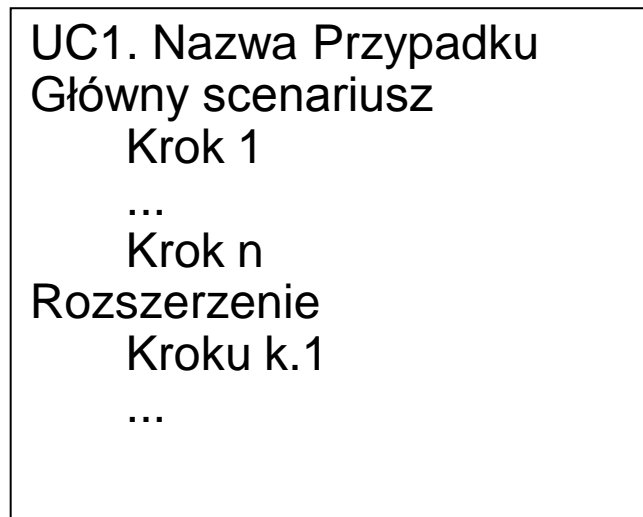 UC1. Nazwa Przypadku
Główny scenariusz
Krok 1
...
Krok n
Rozszerzenie
Kroku k.1
...